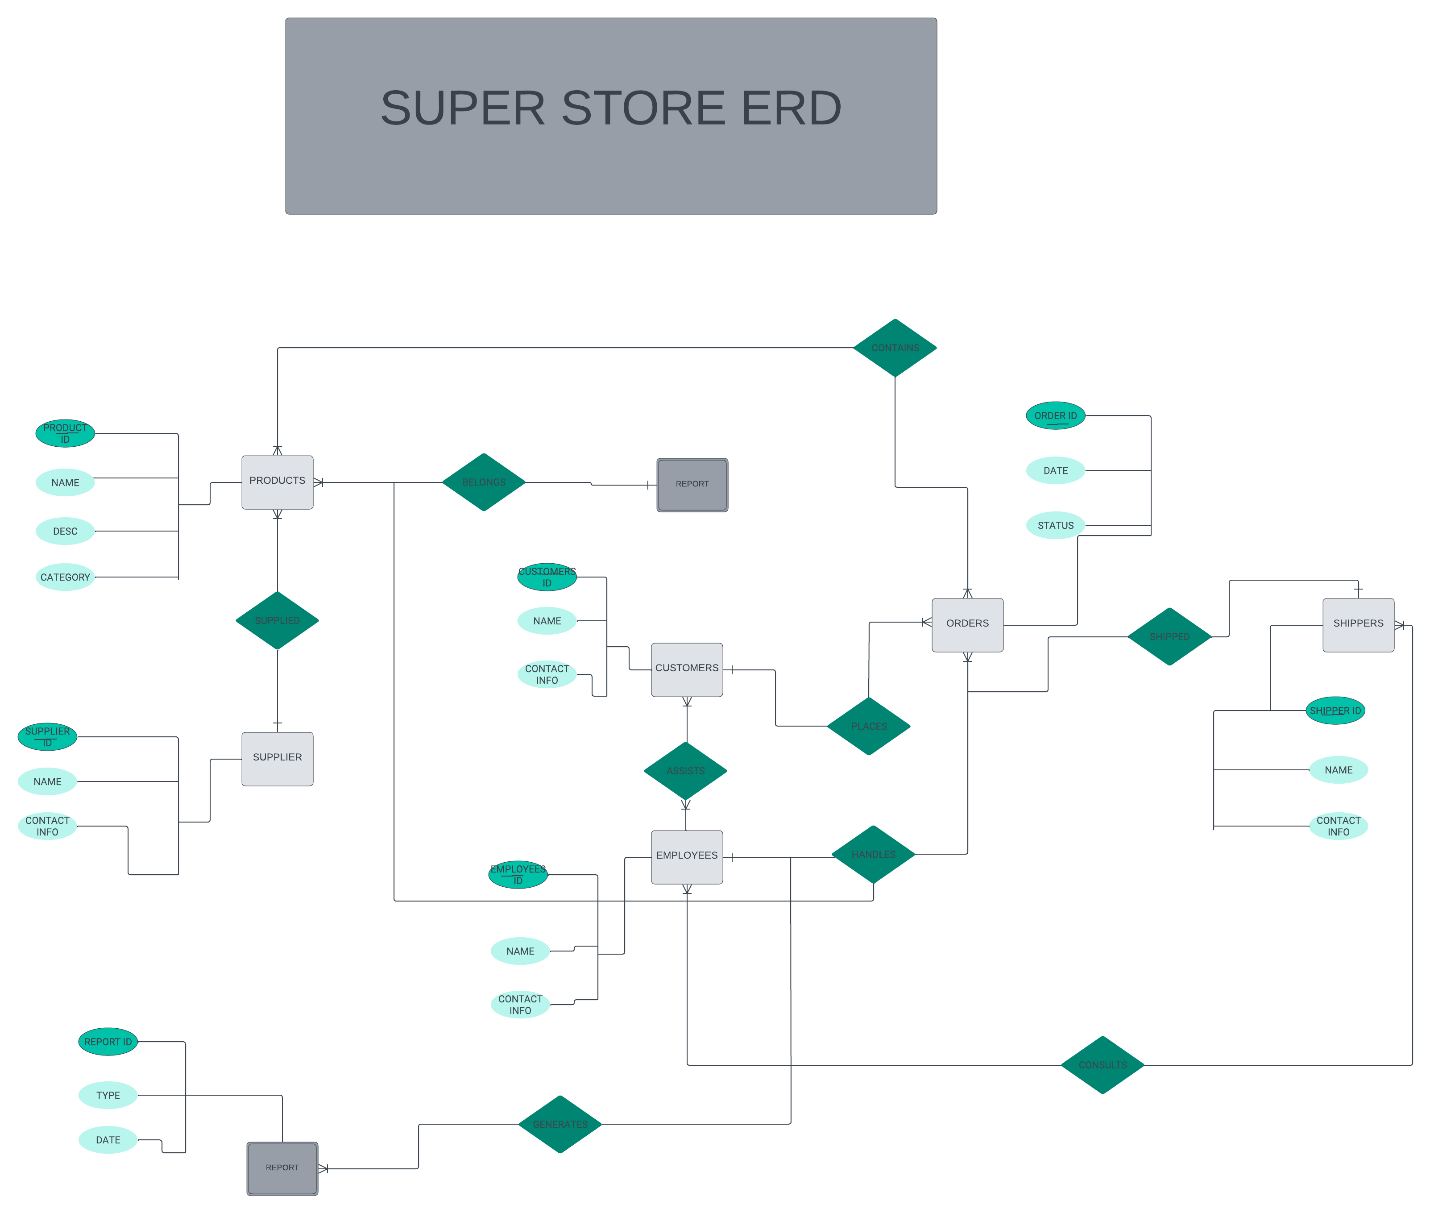 SUPER STORE ERD
CONTAINS
PRODUCT
ID
NAME
DESC
CATEGORY
PRODUCTS
BELONGS
REPORT
ORDER ID
DATE
STATUS
CUSTOMERS
ID
NAME
CONTACT
INFO
CUSTOMERS
ORDERS
SHIPPED
SHIPPERS
SUPPLIED
PLACES
SHIPPER ID
NAME
CONTACT
INFO
SUPPLIER
ID
NAME
CONTACT
INFO
SUPPLIER
ASSISTS
EMPLOYEES
HANDLES
EMPLOYEES
ID
NAME
CONTACT
INFO
REPORT ID
TYPE
DATE
REPORT
GENERATES
CONSULTS